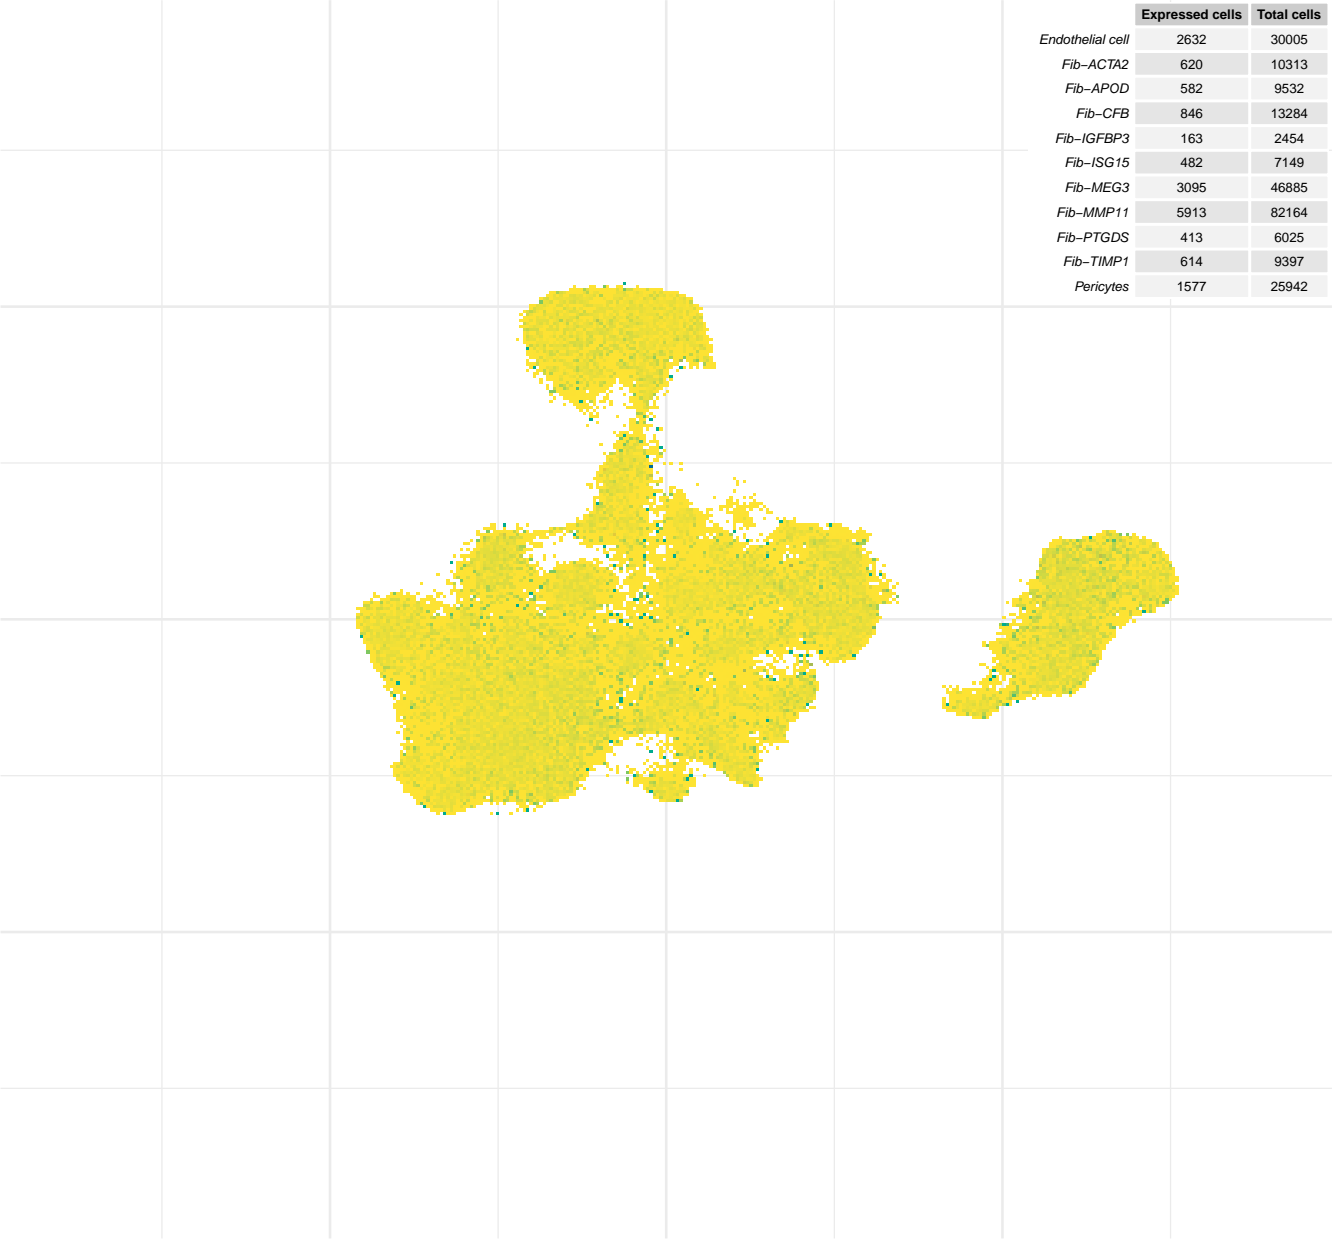 Expressed cells Total cells
Endothelial cell 2632 30005
Fib−ACTA2 620 10313
Fib−APOD 582 9532
Fib−CFB 846 13284
Fib−IGFBP3 163 2454
Fib−ISG15 482 7149
Fib−MEG3 3095 46885
Fib−MMP11 5913 82164
Fib−PTGDS 413 6025
Fib−TIMP1 614 9397
Pericytes 1577 25942